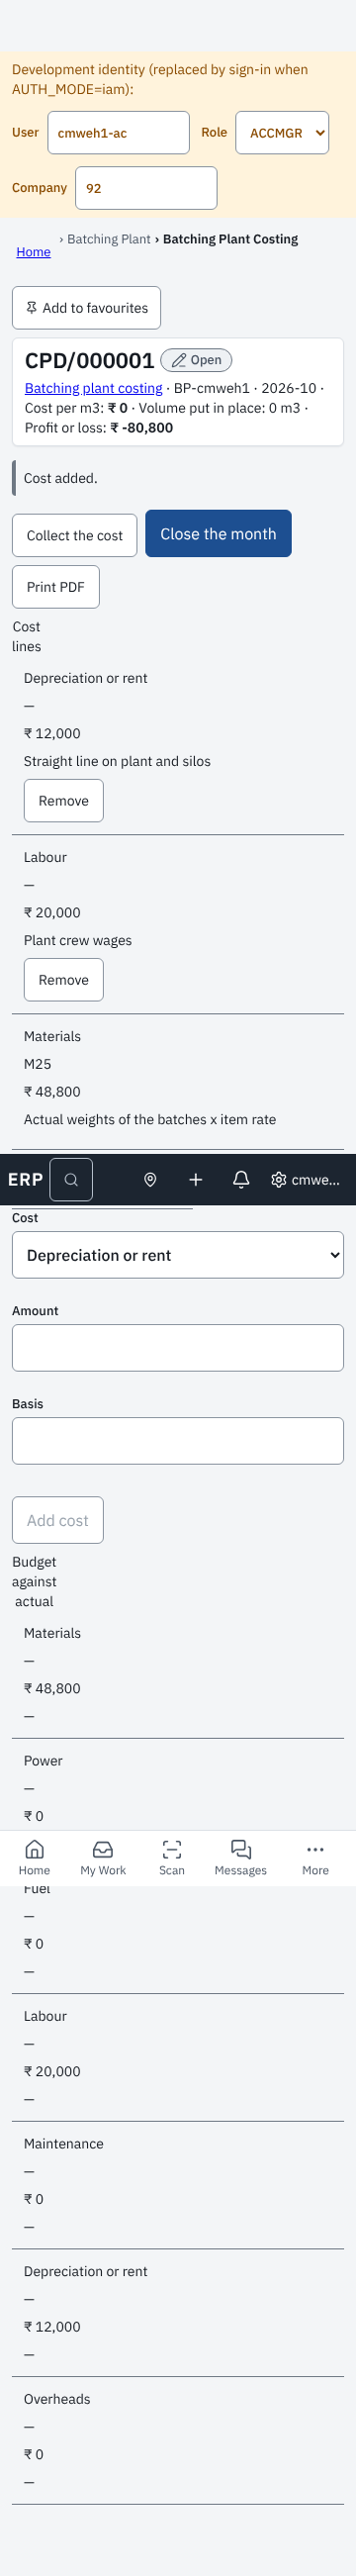 Development identity (replaced by sign-in when
AUTH_MODE=iam):
User cmweh1-ac Role ACCMGR
Company 92
Home › Batching Plant › Batching Plant Costing
Add to favourites
CPD/000001 Open
Batching plant costing · BP-cmweh1 · 2026-10 ·
Cost per m3: ₹ 0 · Volume put in place: 0 m3 ·
Profit or loss: ₹ -80,800
Cost added.
Collect the cost Close the month
Print PDF
Cost
lines
Depreciation or rent
—
₹ 12,000
Straight line on plant and silos
Remove
Labour
—
₹ 20,000
Plant crew wages
Remove
Materials
M25
₹ 48,800
Actual weights of the batches x item rate
ERP cmwe...
Cost
Depreciation or rent
Amount
Basis
Add cost
Budget
against
actual
Materials
—
₹ 48,800
—
Power
—
₹ 0
Home My Work Scan Messages More
Fuel
—
₹ 0
—
Labour
—
₹ 20,000
—
Maintenance
—
₹ 0
—
Depreciation or rent
—
₹ 12,000
—
Overheads
—
₹ 0
—